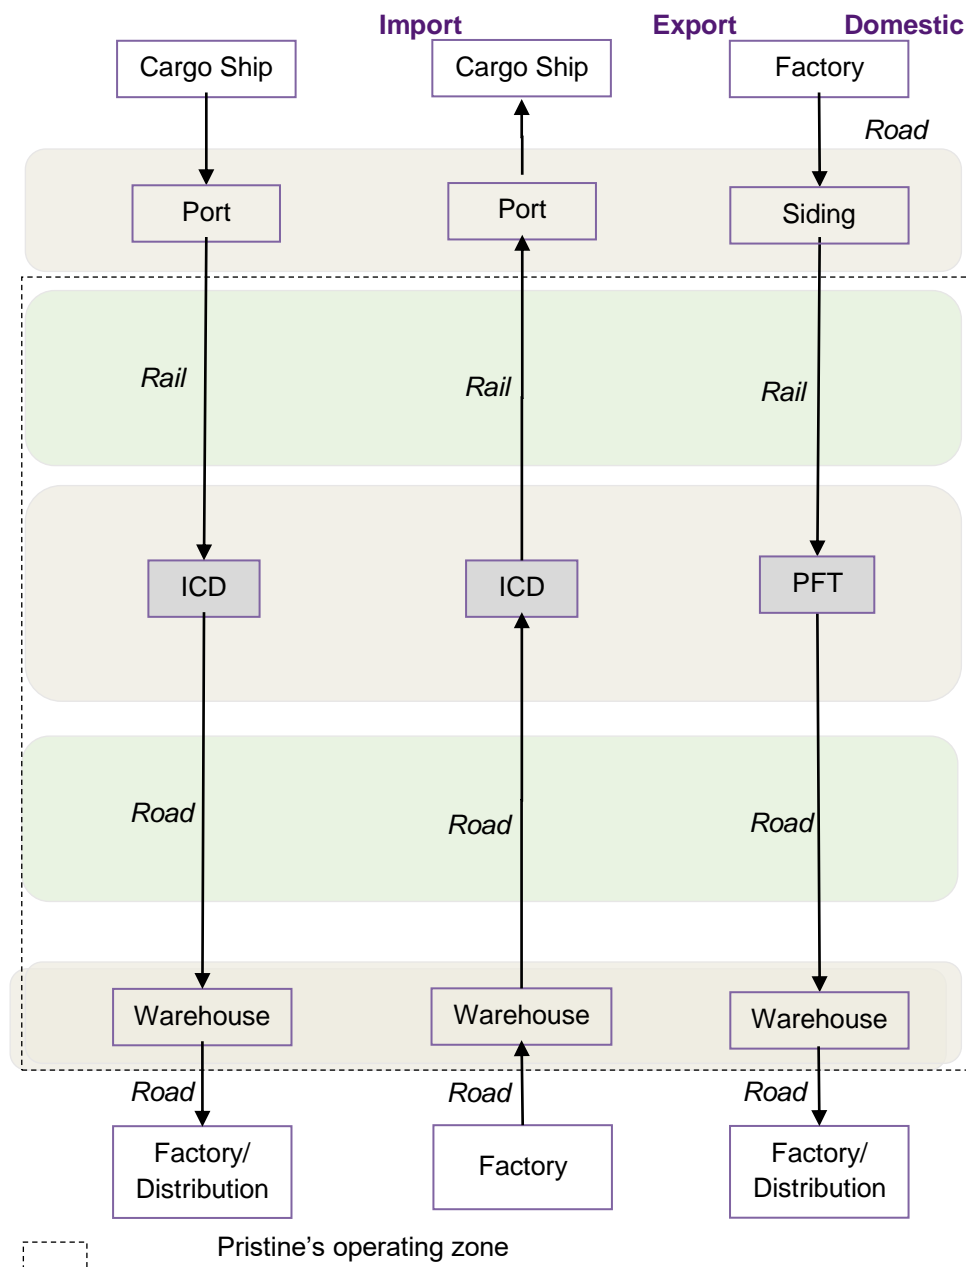 Import Export Domestic
Cargo Ship Cargo Ship Factory
Road
Port Port Siding
Rail Rail Rail
ICD ICD PFT
Road Road Road
Warehouse Warehouse Warehouse
Road Road Road
Factory/ Factory Factory/
Distribution Distribution
Pristine’s operating zone